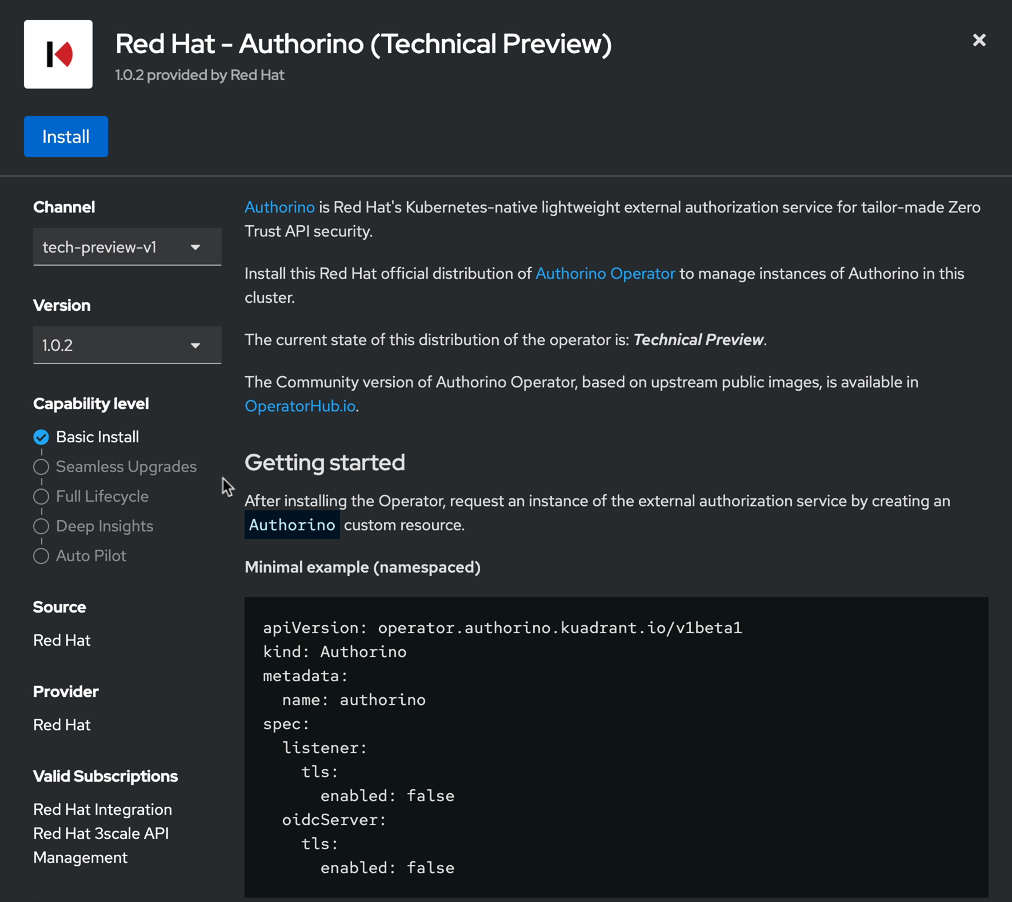 Red Hat - Authorino (Technical Preview)
1.0.2 provided by Red Hat
Install
Channel
tech-preview-v1
Version
1.0.2
Capability level
Basic Install
Seamless Upgrades
Full Lifecycle
Deep Insights
Auto Pilot
Source
Red Hat
Provider
Red Hat
Valid Subscriptions
Red Hat Integration
Red Hat 3scale API
Management
Authorino is Red Hat's Kubernetes-native lightweight external authorization service for tailor-made Zero
Trust API security.
Install this Red Hat official distribution of Authorino Operator to manage instances of Authorino in this
cluster.
The current state of this distribution of the operator is: Technical Preview.
The Community version of Authorino Operator, based on upstream public images, is available in
OperatorHub.io.
Getting started
After installing the Operator, request an instance of the external authorization service by creating an
Authorino custom resource.
Minimal example (namespaced)
apiVersion: operator.authorino.kuadrant.io/v1beta1
kind: Authorino
metadata:
  name: authorino
spec:
  listener:
    tls:
      enabled: false
  oidcServer:
    tls:
      enabled: false